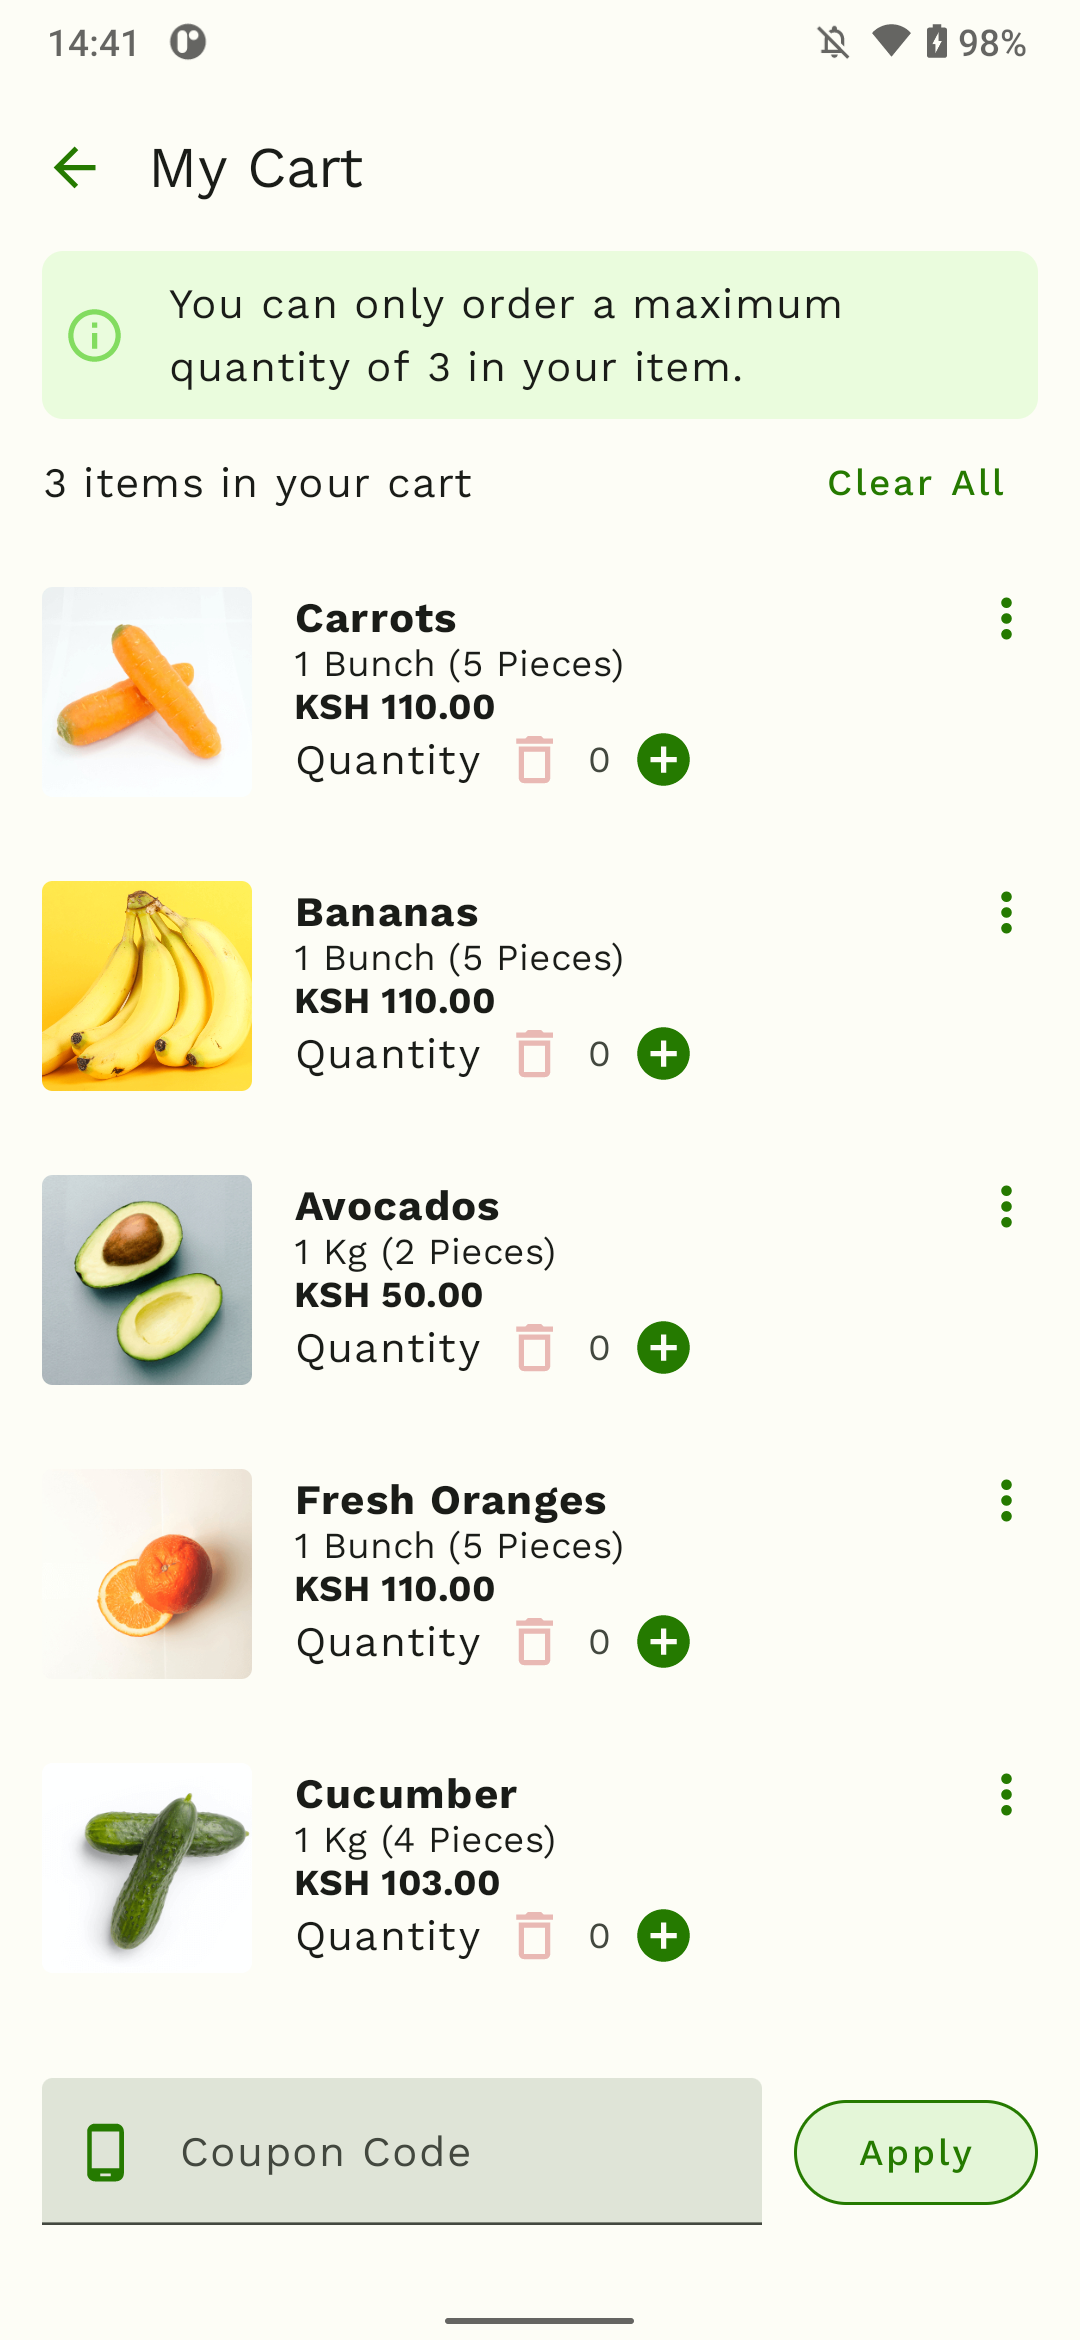 14:41
98%
My Cart
You can only order a maximum
quantity of 3 in your item.
3 items in your cart
Clear All
Carrots
1 Bunch (5 Pieces)
KSH 110.00
Quantity 0
Bananas
1 Bunch (5 Pieces)
KSH 110.00
Quantity 0
Avocados
1 Kg (2 Pieces)
KSH 50.00
Quantity 0
Fresh Oranges
1 Bunch (5 Pieces)
KSH 110.00
Quantity 0
Cucumber
1 Kg (4 Pieces)
KSH 103.00
Quantity 0
Coupon Code
Apply